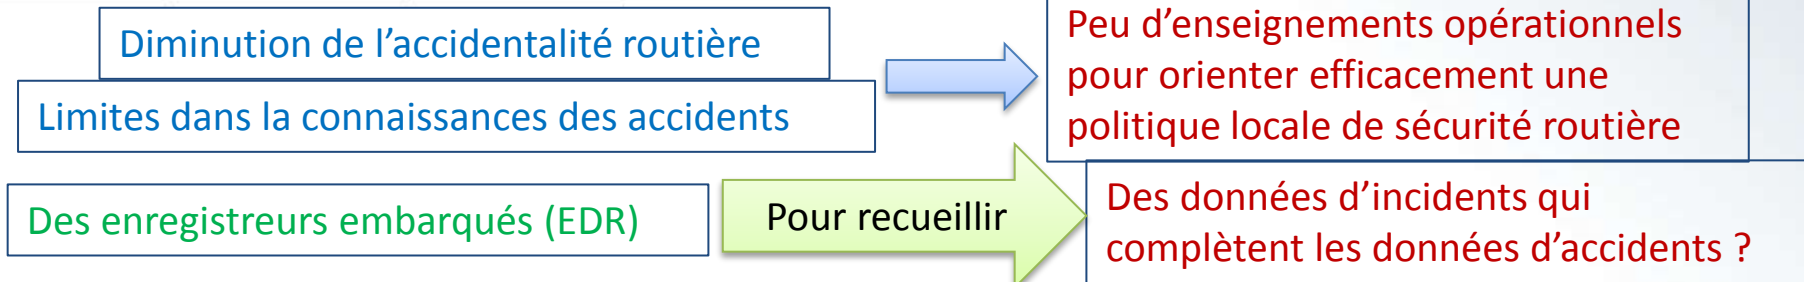 Diminution de l’accidentalité routière
Limites dans la connaissances des accidents
Peu d’enseignements opérationnels
pour orienter efficacement une
politique locale de sécurité routière
Des enregistreurs embarqués (EDR)
Pour recueillir
Des données d’incidents qui
complètent les données d’accidents ?